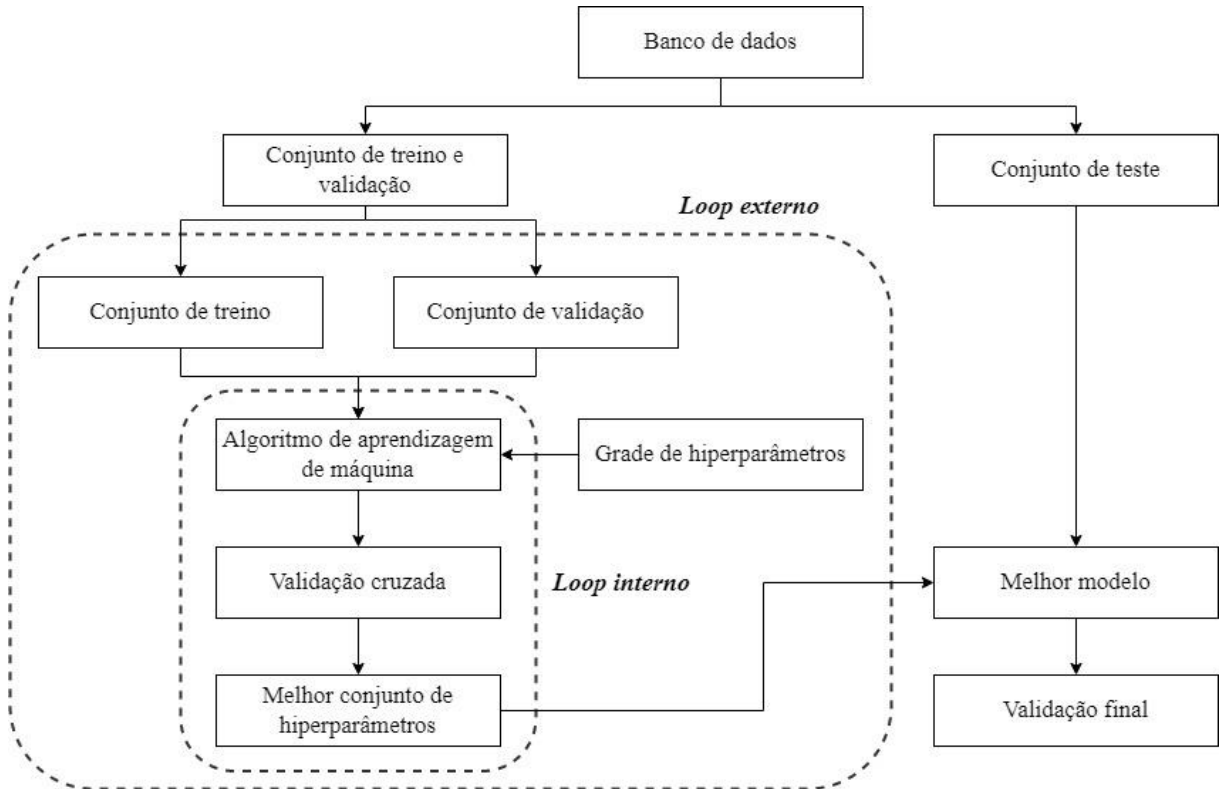 Banco de dados
Conjunto de treino e
validação
Conjunto de teste
Loop externo
Conjunto de treino
Conjunto de validação
Algoritmo de aprendizagem
de máquina
Grade de hiperparâmetros
Validação cruzada
Loop interno
Melhor modelo
Melhor conjunto de
hiperparâmetros
Validação final